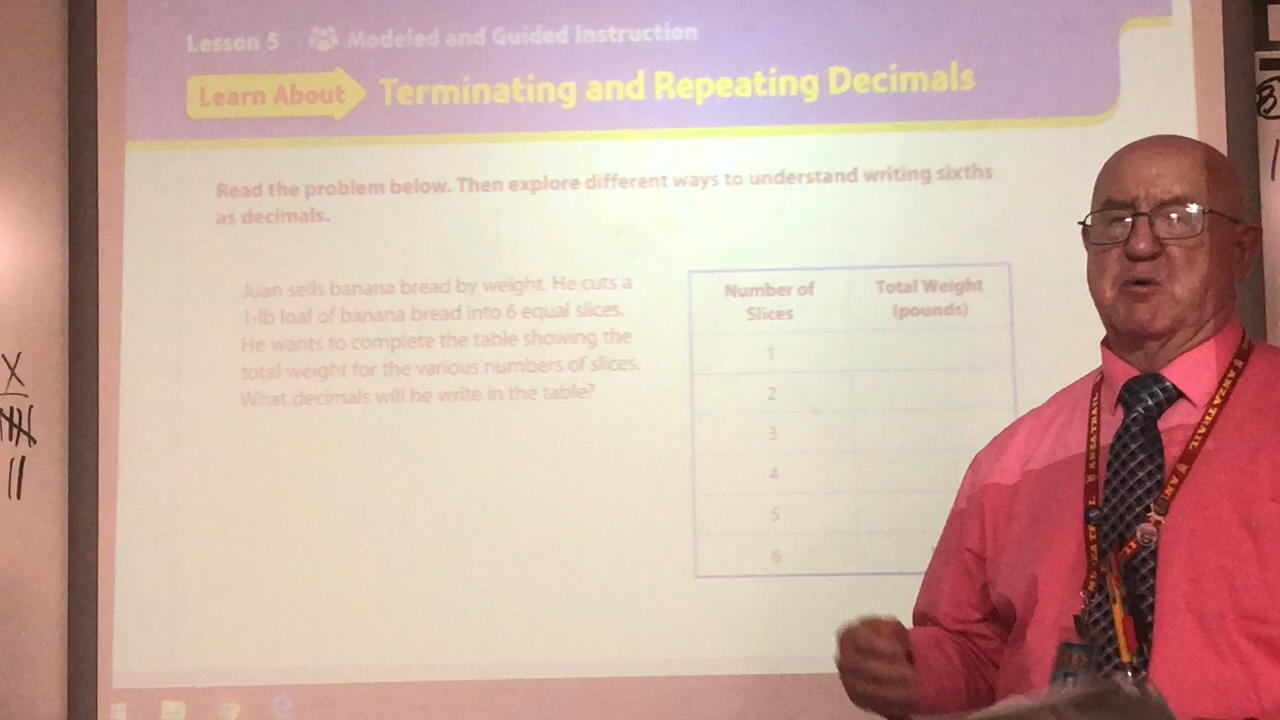 Lesson 5 Modeled and Guided Instruction
Learn About Terminating and Repeating Decimals
Read the problem below. Then explore different ways to understand writing sixths
as decimals.
Juan sells banana bread by weight. He cuts a
1-lb loaf of banana bread into 6 equal slices.
He wants to complete the table showing the
total weight for the various numbers of slices.
What decimals will he write in the table?
Number of Total Weight
Slices (pounds)
1
2
3
4
5
6
X
ANZA TRAIL
ANZA TRAIL